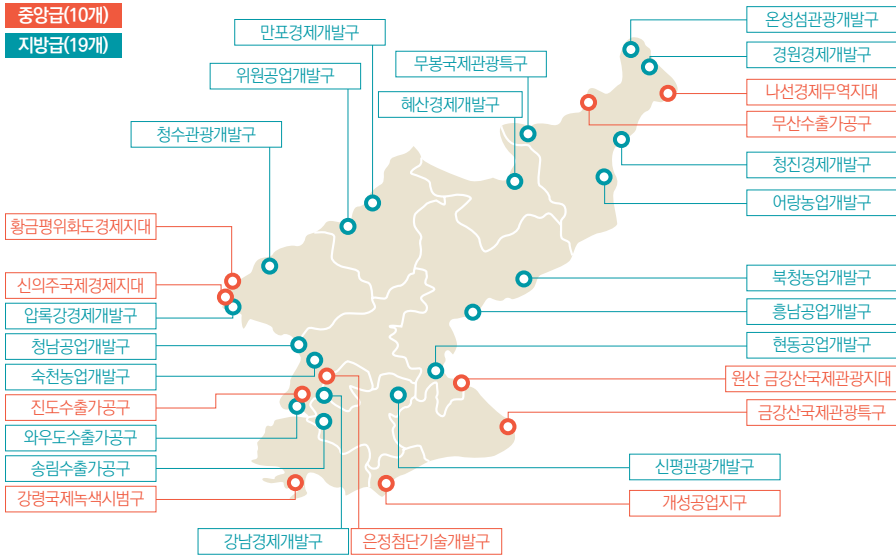 중앙급(10개)
지방급(19개)
만포경제개발구
위원공업개발구
청수관광개발구
무봉국제관광특구
혜산경제개발구
온성섬관광개발구
경원경제개발구
나선경제무역지대
무산수출가공구
청진경제개발구
어랑농업개발구
황금평위화도경제지대
신의주국제경제지대
압록강경제개발구
청남공업개발구
숙천농업개발구
진도수출가공구
와우도수출가공구
송림수출가공구
강령국제녹색시범구
북청농업개발구
흥남공업개발구
현동공업개발구
원산 금강산국제관광지대
금강산국제관광특구
신평관광개발구
개성공업지구
강남경제개발구
은정첨단기술개발구